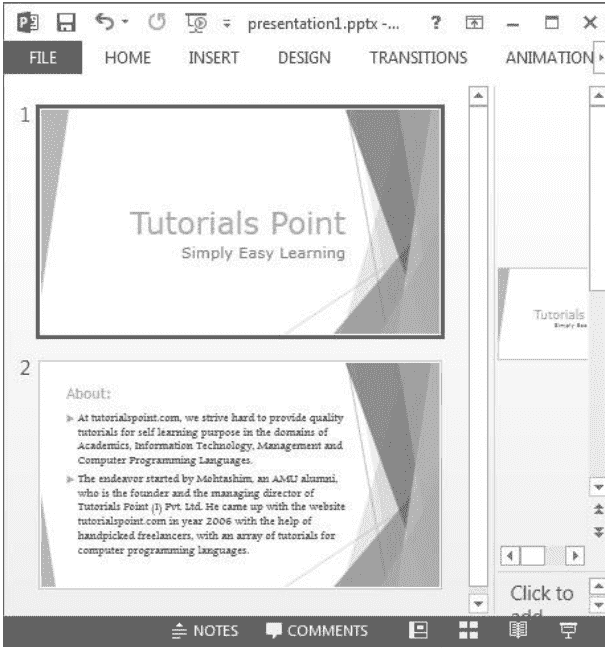 presentation1.pptx -... ?
FILE HOME INSERT DESIGN TRANSITIONS ANIMATION
1
Tutorials Point
Simply Easy Learning
Tutorials
2
About:
At tutorialspoint.com, we strive hard to provide quality
tutorials for self learning purpose in the domains of
Academics, Information Technology, Management and
Computer Programming Languages.
The endeavor started by Mohtashim, an AMU alumni,
who is the founder and the managing director of
Tutorials Point (I) Pvt. Ltd. He came up with the website
tutorialspoint.com in year 2006 with the help of
handpicked freelancers, with an array of tutorials for
computer programming languages.
Click to
NOTES COMMENTS